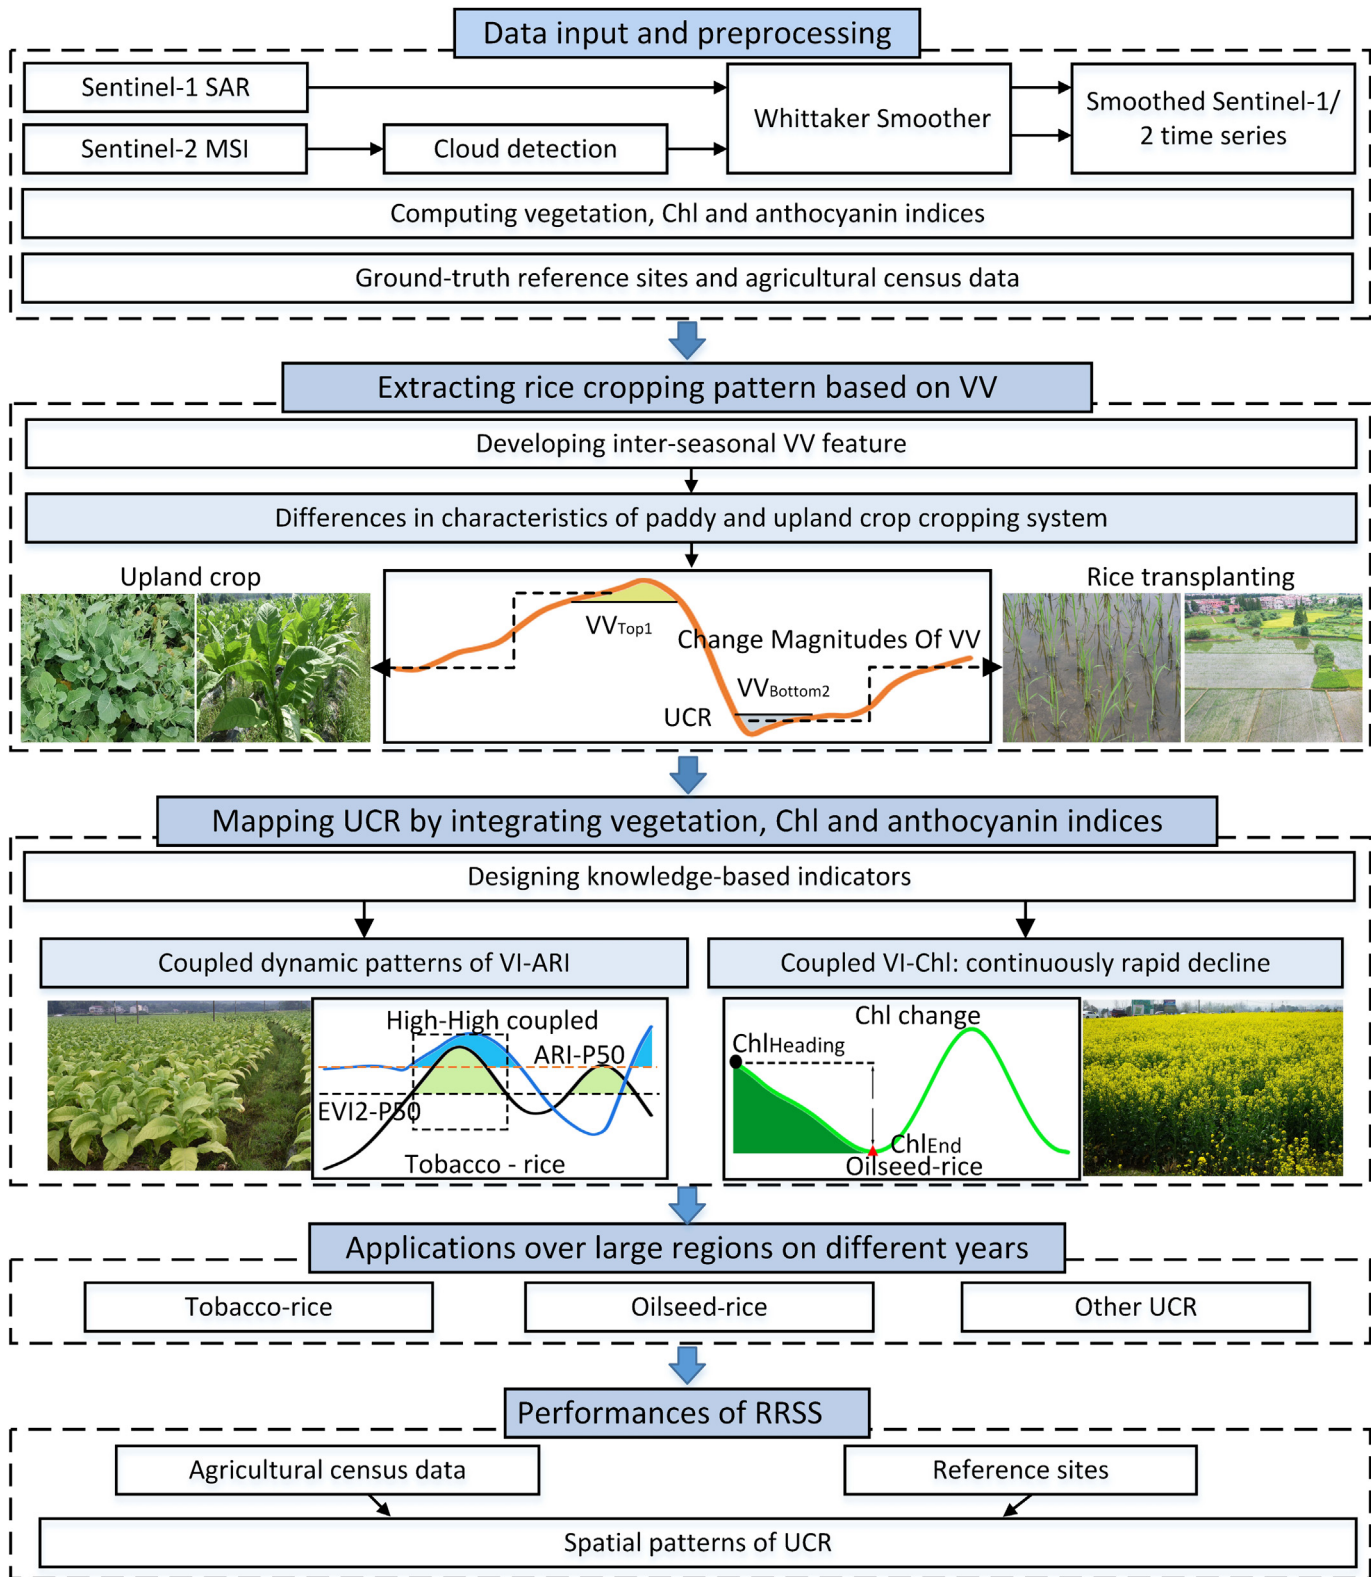 Data input and preprocessing
Sentinel-1 SAR
Sentinel-2 MSI
Cloud detection
Whittaker Smoother
Smoothed Sentinel-1/
2 time series
Computing vegetation, Chl and anthocyanin indices
Ground-truth reference sites and agricultural census data
Extracting rice cropping pattern based on VV
Developing inter-seasonal VV feature
Differences in characteristics of paddy and upland crop cropping system
Upland crop
Rice transplanting
VVTop1
Change Magnitudes Of VV
VVBottom2
UCR
Mapping UCR by integrating vegetation, Chl and anthocyanin indices
Designing knowledge-based indicators
Coupled dynamic patterns of VI-ARI
Coupled VI-Chl: continuously rapid decline
High-High coupled
ARI-P50
EVI2-P50
Tobacco - rice
Chl change
ChlHeading
ChlEnd
Oilseed-rice
Applications over large regions on different years
Tobacco-rice
Oilseed-rice
Other UCR
Performances of RRSS
Agricultural census data
Reference sites
Spatial patterns of UCR